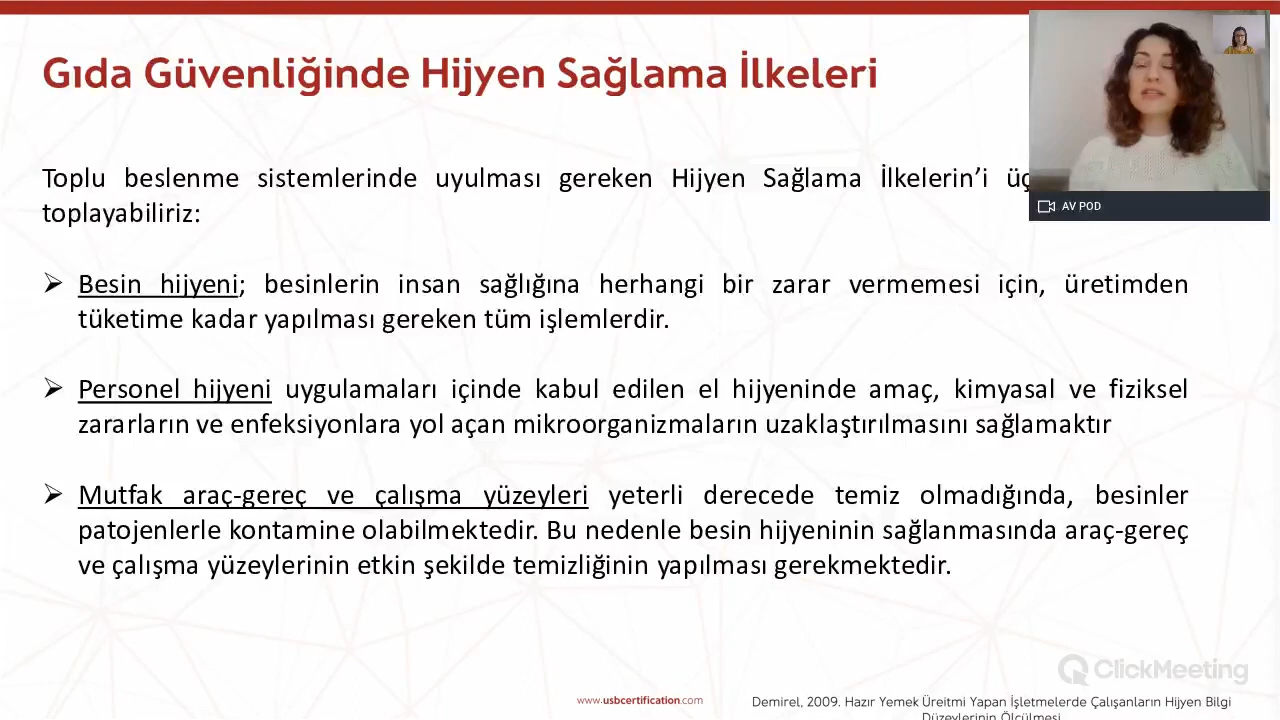 Gıda Güvenliğinde Hijyen Sağlama İlkeleri
AV POD
Toplu beslenme sistemlerinde uyulması gereken Hijyen Sağlama İlkelerin’i
toplayabiliriz:
➢ Besin hijyeni; besinlerin insan sağlığına herhangi bir zarar vermemesi için, üretimden
tüketime kadar yapılması gereken tüm işlemlerdir.
➢ Personel hijyeni uygulamaları içinde kabul edilen el hijyeninde amaç, kimyasal ve fiziksel
zararların ve enfeksiyonlara yol açan mikroorganizmaların uzaklaştırılmasını sağlamaktır
➢ Mutfak araç-gereç ve çalışma yüzeyleri yeterli derecede temiz olmadığında, besinler
patojenlerle kontamine olabilmektedir. Bu nedenle besin hijyeninin sağlanmasında araç-gereç
ve çalışma yüzeylerinin etkin şekilde temizliğinin yapılması gerekmektedir.
ClickMeeting
www.usbcertification.com
Demirel, 2009. Hazır Yemek Üreitmi Yapan İşletmelerde Çalışanların Hijyen Bilgi
Düzeylerinin Ölçülmesi